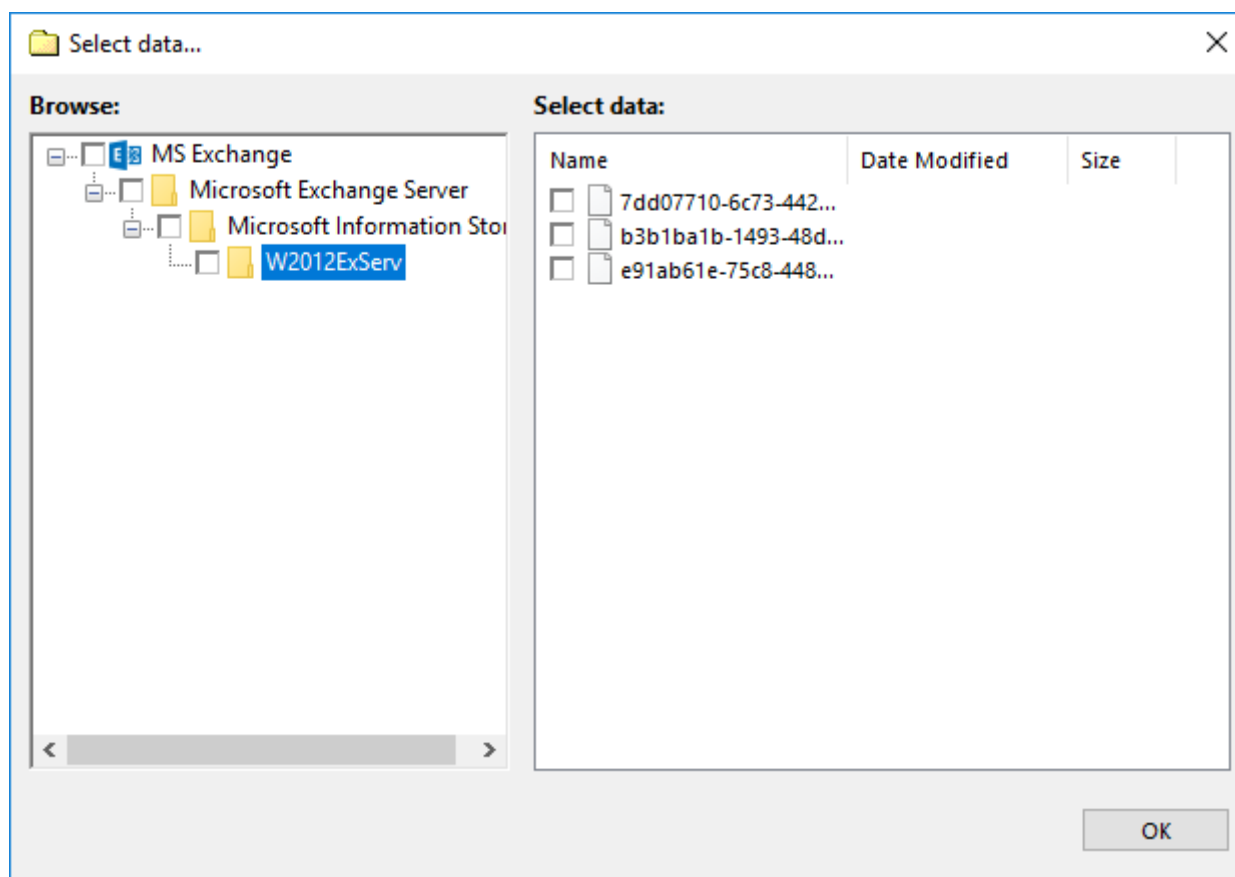 Select data...
Browse:
Select data:
MS Exchange
Microsoft Exchange Server
Microsoft Information Stor
W2012ExServ
Name Date Modified Size
7dd07710-6c73-442...
b3b1ba1b-1493-48d...
e91ab61e-75c8-448...
OK